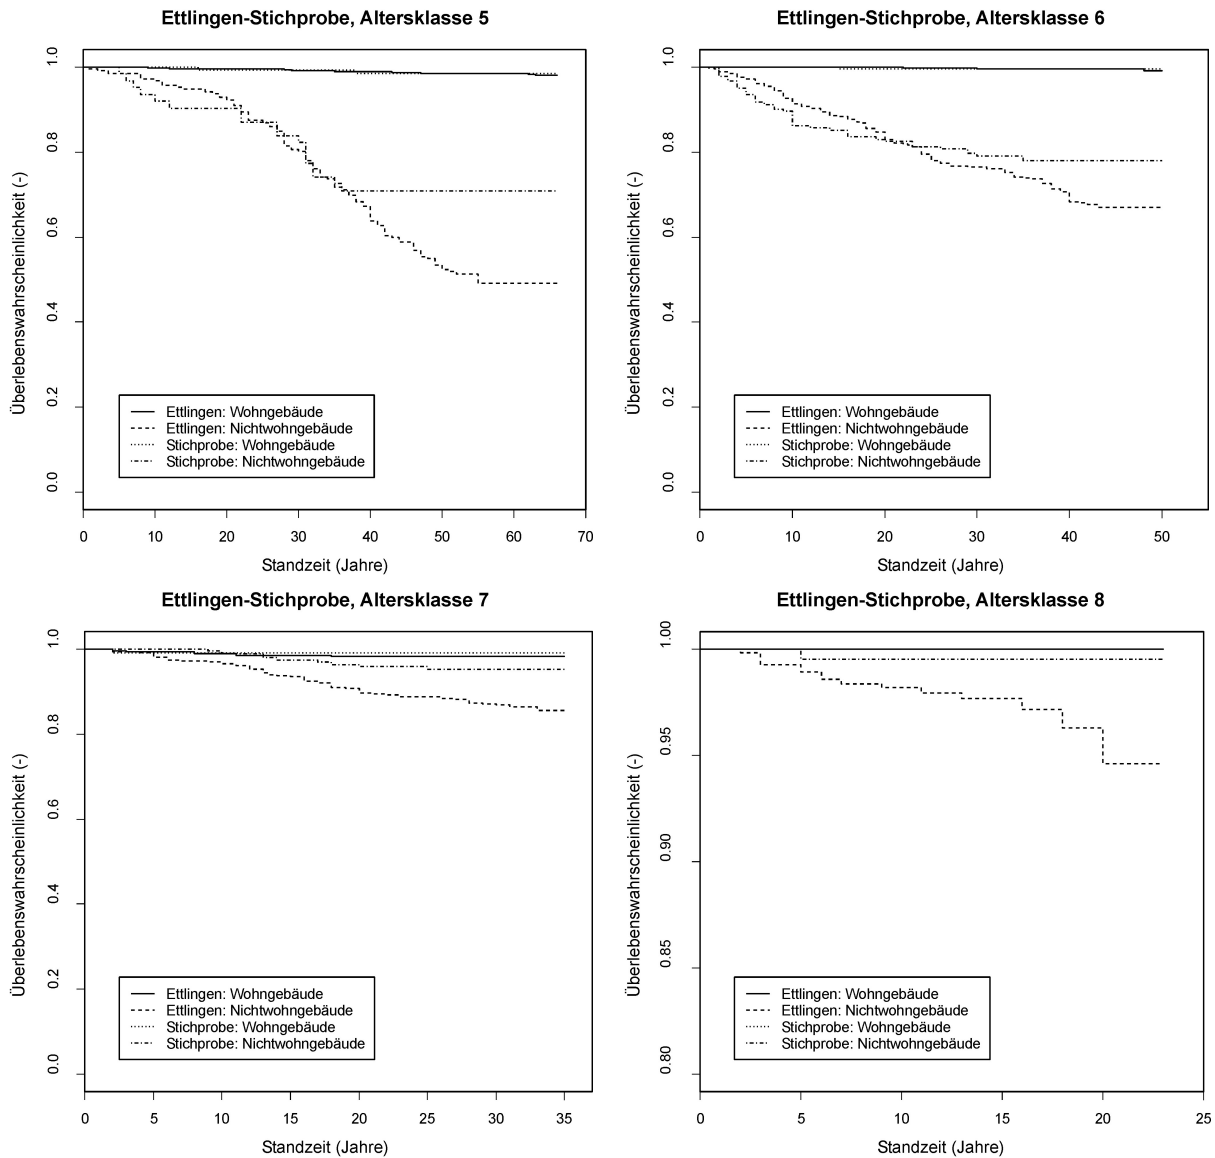 Ettlingen-Stichprobe, Altersklasse 5
Überlebenswahrscheinlichkeit (-)
1.0
0.8
0.6
0.4
0.2
0.0
Ettlingen: Wohngebäude
Ettlingen: Nichtwohngebäude
Stichprobe: Wohngebäude
Stichprobe: Nichtwohngebäude
0 10 20 30 40 50 60 70
Standzeit (Jahre)
Ettlingen-Stichprobe, Altersklasse 6
Überlebenswahrscheinlichkeit (-)
1.0
0.8
0.6
0.4
0.2
0.0
Ettlingen: Wohngebäude
Ettlingen: Nichtwohngebäude
Stichprobe: Wohngebäude
Stichprobe: Nichtwohngebäude
0 10 20 30 40 50
Standzeit (Jahre)
Ettlingen-Stichprobe, Altersklasse 7
Überlebenswahrscheinlichkeit (-)
1.0
0.8
0.6
0.4
0.2
0.0
Ettlingen: Wohngebäude
Ettlingen: Nichtwohngebäude
Stichprobe: Wohngebäude
Stichprobe: Nichtwohngebäude
0 5 10 15 20 25 30 35
Standzeit (Jahre)
Ettlingen-Stichprobe, Altersklasse 8
Überlebenswahrscheinlichkeit (-)
1.00
0.95
0.90
0.85
0.80
Ettlingen: Wohngebäude
Ettlingen: Nichtwohngebäude
Stichprobe: Wohngebäude
Stichprobe: Nichtwohngebäude
0 5 10 15 20 25
Standzeit (Jahre)